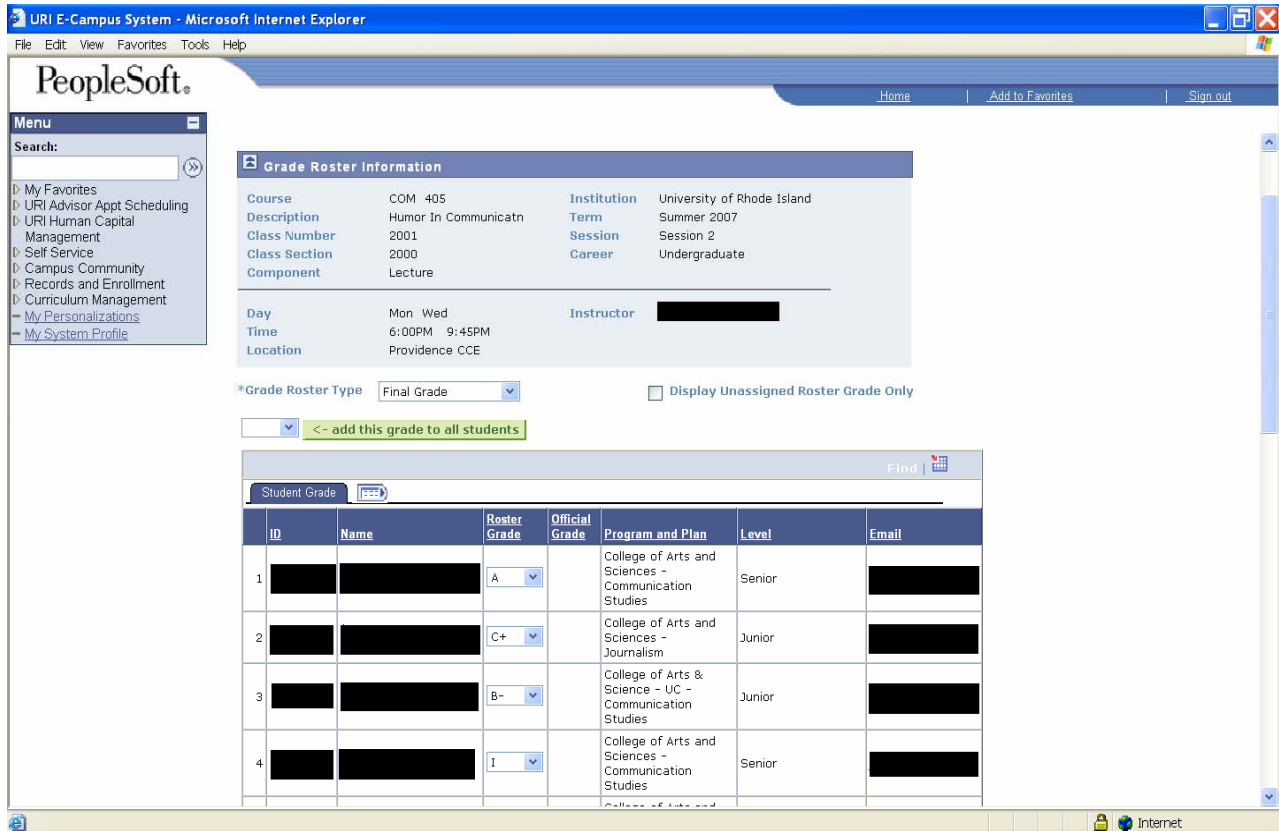 URI E-Campus System - Microsoft Internet Explorer
File Edit View Favorites Tools Help
PeopleSoft.
Home | Add to Favorites | Sign out
Menu
Search:
My Favorites
URI Advisor Appt Scheduling
URI Human Capital
Management
Self Service
Campus Community
Records and Enrollment
Curriculum Management
My Personalizations
My System Profile
Grade Roster Information
Course COM 405 Institution University of Rhode Island
Description Humor In Communicatn Term Summer 2007
Class Number 2001 Session Session 2
Class Section 2000 Career Undergraduate
Component Lecture
Day Mon Wed Instructor
Time 6:00PM 9:45PM
Location Providence CCE
*Grade Roster Type Final Grade Display Unassigned Roster Grade Only
<- add this grade to all students
Find |
Student Grade
ID Name Roster Grade Official Grade Program and Plan Level Email
1 A College of Arts and Sciences - Communication Studies Senior
2 C+ College of Arts and Sciences - Journalism Junior
3 B- College of Arts & Science - UC - Communication Studies Junior
4 I College of Arts and Sciences - Communication Studies Senior
College of Arts and
Internet